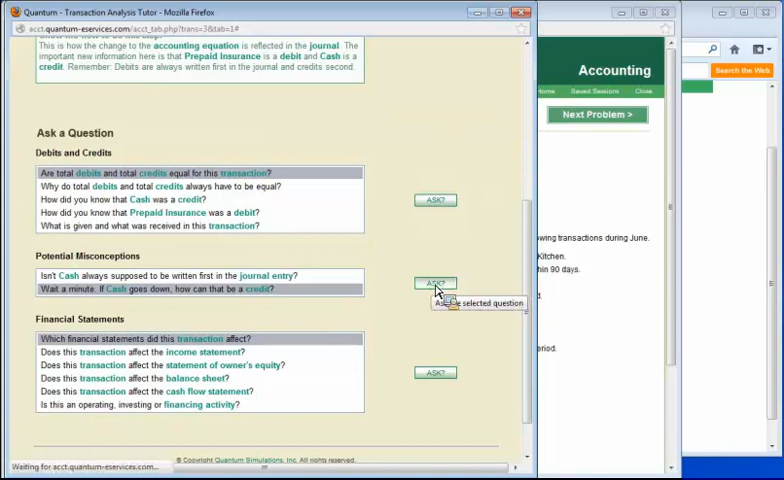 Quantum - Transaction Analysis Tutor - Mozilla Firefox
acct.quantum-eservices.com/acct_tab.php?trans=3&tab=1#
This is how the change to the accounting equation is reflected in the journal. The
important new information here is that Prepaid Insurance is a debit and Cash is a
credit. Remember: Debits are always written first in the journal and credits second.
Accounting
Home
Saved Sessions
Close
Search the Web
Next Problem >
Ask a Question
Debits and Credits
Are total debits and total credits equal for this transaction?
Why do total debits and total credits always have to be equal?
How did you know that Cash was a credit?
How did you know that Prepaid Insurance was a debit?
What is given and what was received in this transaction?
ASK?
owing transactions during June.
Kitchen.
hin 90 days.
Potential Misconceptions
Isn't Cash always supposed to be written first in the journal entry?
Wait a minute. If Cash goes down, how can that be a credit?
ASK?
selected question
Financial Statements
Which financial statements did this transaction affect?
Does this transaction affect the income statement?
Does this transaction affect the statement of owner's equity?
Does this transaction affect the balance sheet?
Does this transaction affect the cash flow statement?
Is this an operating, investing or financing activity?
ASK?
eriod.
© Copyright Quantum Simulations, Inc. All rights reserved.
Waiting for acct.quantum-eservices.com...